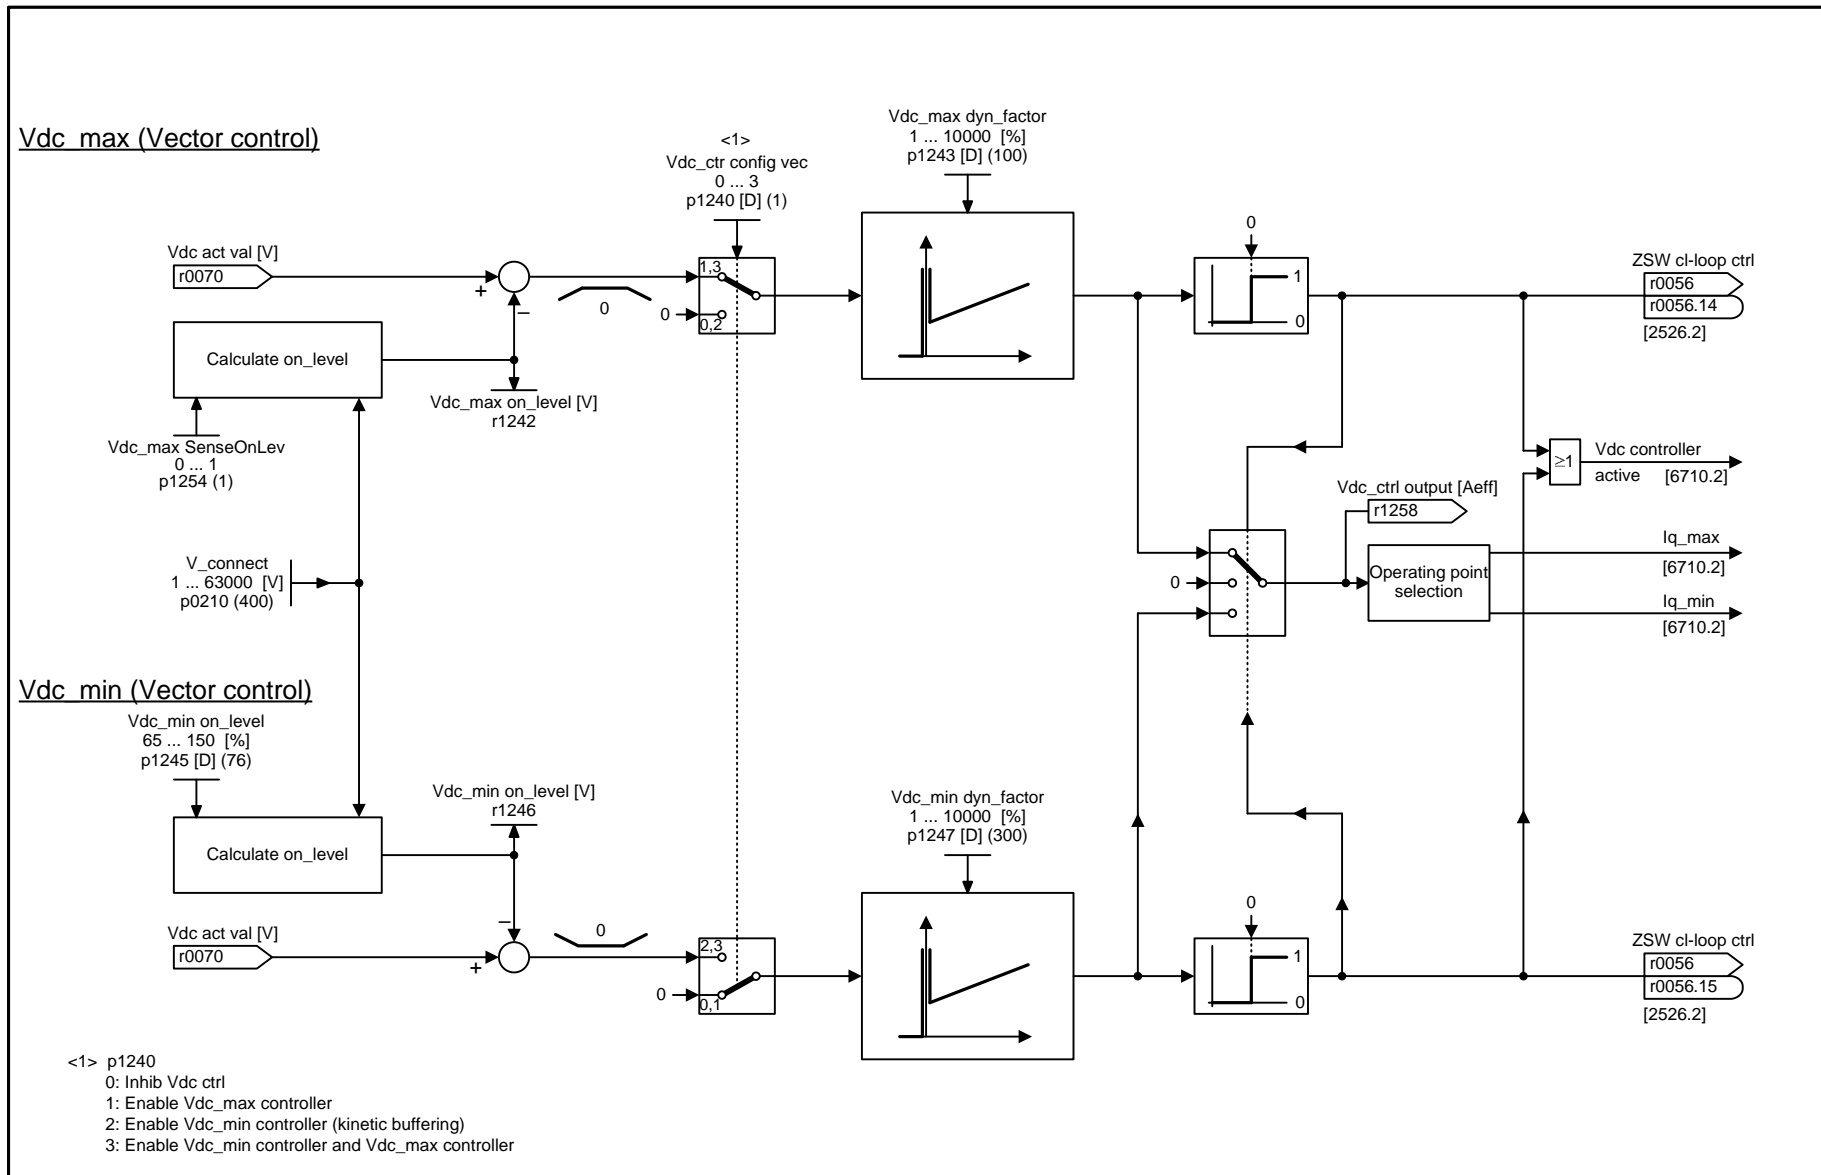 Vdc_max (Vector control)
<1>
Vdc_ctr config vec
0 ... 3
p1240 [D] (1)
Vdc_max dyn_factor
1 ... 10000 [%]
p1243 [D] (100)
Vdc act val [V]
r0070
+
–
0
1,3
0
0,2
0
1
0
ZSW cl-loop ctrl
r0056
r0056.14
[2526.2]
Calculate on_level
Vdc_max on_level [V]
r1242
Vdc_max SenseOnLev
0 ... 1
p1254 (1)
≥1
Vdc controller
active [6710.2]
Vdc_ctrl output [Aeff]
r1258
V_connect
1 ... 63000 [V]
p0210 (400)
0
Operating point
selection
Iq_max
[6710.2]
Iq_min
[6710.2]
Vdc_min (Vector control)
Vdc_min on_level
65 ... 150 [%]
p1245 [D] (76)
Vdc_min on_level [V]
r1246
Vdc_min dyn_factor
1 ... 10000 [%]
p1247 [D] (300)
Calculate on_level
Vdc act val [V]
r0070
+
–
0
2,3
0
0,1
0
1
0
ZSW cl-loop ctrl
r0056
r0056.15
[2526.2]
<1> p1240
0: Inhib Vdc ctrl
1: Enable Vdc_max controller
2: Enable Vdc_min controller (kinetic buffering)
3: Enable Vdc_min controller and Vdc_max controller